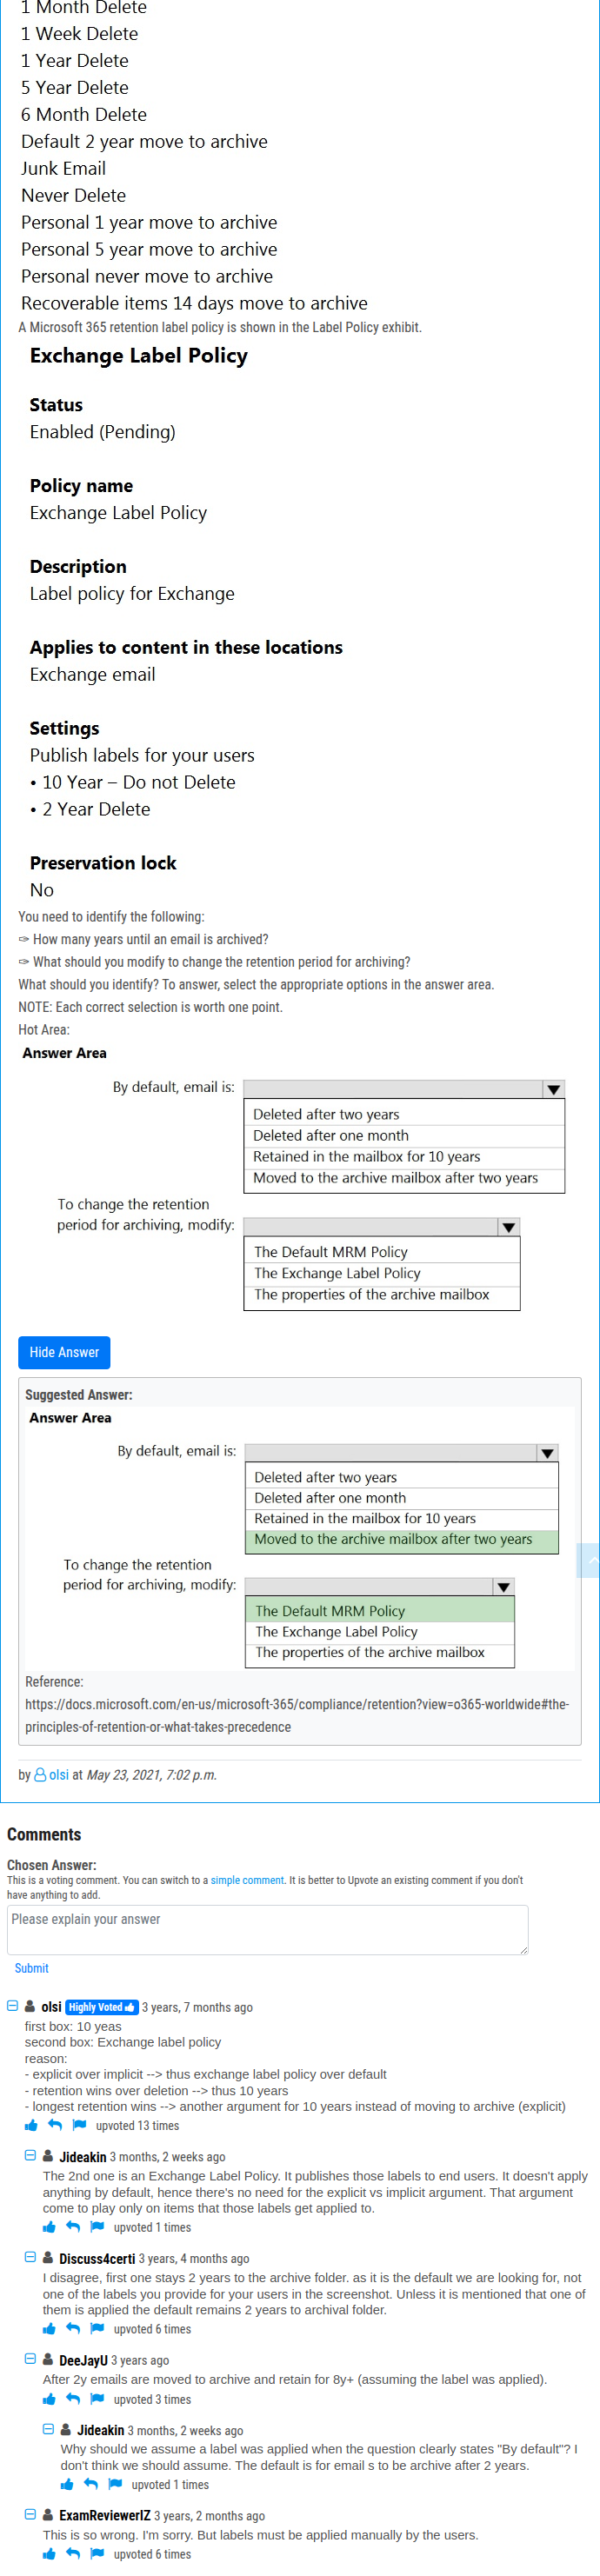 1 Month Delete
1 Week Delete
1 Year Delete
5 Year Delete
6 Month Delete
Default 2 year move to archive
Junk Email
Never Delete
Personal 1 year move to archive
Personal 5 year move to archive
Personal never move to archive
Recoverable items 14 days move to archive
A Microsoft 365 retention label policy is shown in the Label Policy exhibit.
Exchange Label Policy
Status
Enabled (Pending)
Policy name
Exchange Label Policy
Description
Label policy for Exchange
Applies to content in these locations
Exchange email
Settings
Publish labels for your users
• 10 Year – Do not Delete
• 2 Year Delete
Preservation lock
No
You need to identify the following:
✑ How many years until an email is archived?
✑ What should you modify to change the retention period for archiving?
What should you identify? To answer, select the appropriate options in the answer area.
NOTE: Each correct selection is worth one point.
Hot Area:
Answer Area
By default, email is:
Deleted after two years
Deleted after one month
Retained in the mailbox for 10 years
Moved to the archive mailbox after two years
To change the retention
period for archiving, modify:
The Default MRM Policy
The Exchange Label Policy
The properties of the archive mailbox
Hide Answer
Suggested Answer:
Answer Area
By default, email is:
Deleted after two years
Deleted after one month
Retained in the mailbox for 10 years
Moved to the archive mailbox after two years
To change the retention
period for archiving, modify:
The Default MRM Policy
The Exchange Label Policy
The properties of the archive mailbox
Reference:
https://docs.microsoft.com/en-us/microsoft-365/compliance/retention?view=o365-worldwide#the-
principles-of-retention-or-what-takes-precedence
by olsi at May 23, 2021, 7:02 p.m.
Comments
Chosen Answer:
This is a voting comment. You can switch to a simple comment. It is better to Upvote an existing comment if you don't
have anything to add.
Please explain your answer
Submit
olsi Highly Voted 3 years, 7 months ago
first box: 10 yeas
second box: Exchange label policy
reason:
- explicit over implicit --> thus exchange label policy over default
- retention wins over deletion --> thus 10 years
- longest retention wins --> another argument for 10 years instead of moving to archive (explicit)
upvoted 13 times
Jideakin 3 months, 2 weeks ago
The 2nd one is an Exchange Label Policy. It publishes those labels to end users. It doesn't apply
anything by default, hence there's no need for the explicit vs implicit argument. That argument
come to play only on items that those labels get applied to.
upvoted 1 times
Discuss4certi 3 years, 4 months ago
I disagree, first one stays 2 years to the archive folder. as it is the default we are looking for, not
one of the labels you provide for your users in the screenshot. Unless it is mentioned that one of
them is applied the default remains 2 years to archival folder.
upvoted 6 times
DeeJayU 3 years ago
After 2y emails are moved to archive and retain for 8y+ (assuming the label was applied).
upvoted 3 times
Jideakin 3 months, 2 weeks ago
Why should we assume a label was applied when the question clearly states "By default"? I
don't think we should assume. The default is for email s to be archive after 2 years.
upvoted 1 times
ExamReviewerIZ 3 years, 2 months ago
This is so wrong. I'm sorry. But labels must be applied manually by the users.
upvoted 6 times